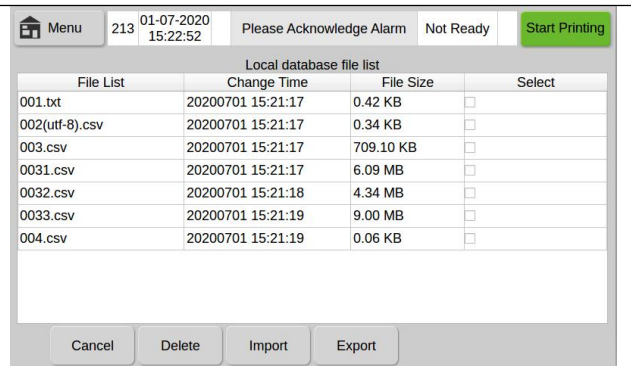 Menu 213 01-07-2020 15:22:52 Please Acknowledge Alarm Not Ready Start Printing
Local database file list
File List Change Time File Size Select
001.txt 20200701 15:21:17 0.42 KB
002(utf-8).csv 20200701 15:21:17 0.34 KB
003.csv 20200701 15:21:17 709.10 KB
0031.csv 20200701 15:21:17 6.09 MB
0032.csv 20200701 15:21:18 4.34 MB
0033.csv 20200701 15:21:19 9.00 MB
004.csv 20200701 15:21:19 0.06 KB
Cancel Delete Import Export